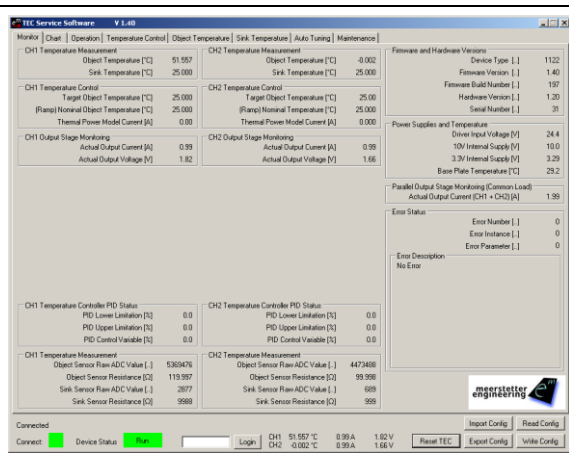 TEC Service Software V 1.40
Monitor Chart Operation Temperature Control Object Temperature Sink Temperature Auto Tuning Maintenance
CH1 Temperature Measurement
Object Temperature [°C] 51.557
Sink Temperature [°C] 25.000
CH1 Temperature Control
Target Object Temperature [°C] 25.000
(Ramp) Nominal Object Temperature [°C] 25.000
Thermal Power Model Current [A] 0.00
CH1 Output Stage Monitoring
Actual Output Current [A] 0.99
Actual Output Voltage [V] 1.82
CH1 Temperature Controller PID Status
PID Lower Limitation [%] 0.0
PID Upper Limitation [%] 0.0
PID Control Variable [%] 0.0
CH1 Temperature Measurement
Object Sensor Raw ADC Value [..] 5369476
Object Sensor Resistance [Ω] 119.997
Sink Sensor Raw ADC Value [..] 2877
Sink Sensor Resistance [Ω] 9988
CH2 Temperature Measurement
Object Temperature [°C] -0.002
Sink Temperature [°C] 25.000
CH2 Temperature Control
Target Object Temperature [°C] 25.00
(Ramp) Nominal Temperature [°C] 25.000
Thermal Power Model Current [A] 0.000
CH2 Output Stage Monitoring
Actual Output Current [A] 0.99
Actual Output Voltage [V] 1.66
CH2 Temperature Controller PID Status
PID Lower Limitation [%] 0.0
PID Upper Limitation [%] 0.0
PID Control Variable [%] 0.0
CH2 Temperature Measurement
Object Sensor Raw ADC Value [..] 4473408
Object Sensor Resistance [Ω] 99.998
Sink Sensor Raw ADC Value [..] 689
Sink Sensor Resistance [Ω] 999
Firmware and Hardware Versions
Device Type [..] 1122
Firmware Version [..] 1.40
Firmware Build Number [..] 197
Hardware Version [..] 1.20
Serial Number [..] 31
Power Supplies and Temperature
Driver Input Voltage [V] 24.4
10V Internal Supply [V] 10.0
3.3V Internal Supply [V] 3.29
Base Plate Temperature [°C] 29.2
Parallel Output Stage Monitoring (Common Load)
Actual Output Current (CH1 + CH2) [A] 1.99
Error Status
Error Number [..] 0
Error Instance [..] 0
Error Parameter [..] 0
Error Description
No Error
meerstetter
engineering
Connected
Connect: Device Status Run Login
CH1 51.557 °C 0.99 A 1.82 V
CH2 -0.002 °C 0.99 A 1.66 V
Reset TEC
Import Config Read Config
Export Config Write Config